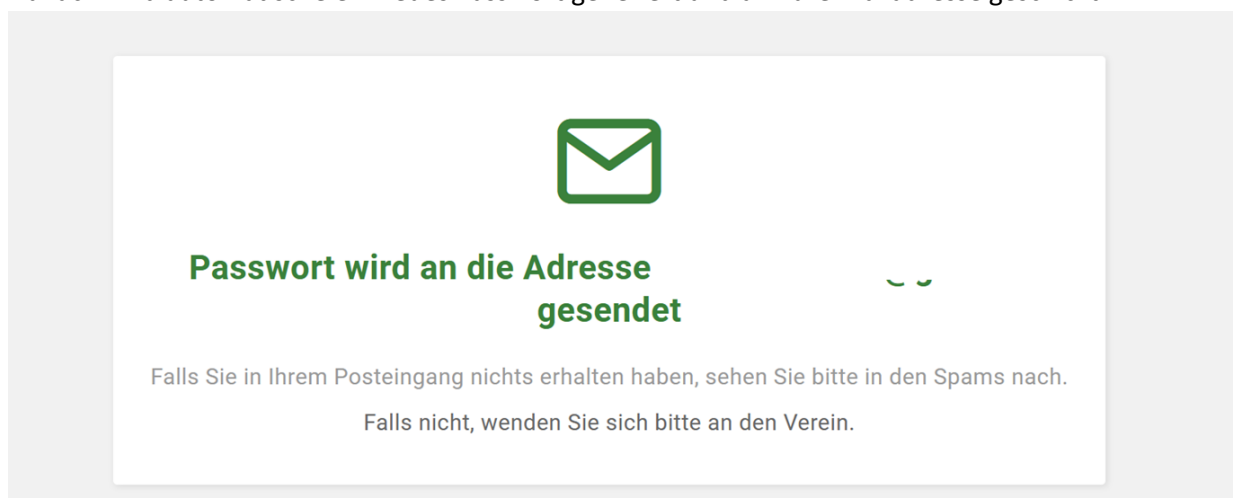 Passwort wird an die Adresse
gesendet
Falls Sie in Ihrem Posteingang nichts erhalten haben, sehen Sie bitte in den Spams nach.
Falls nicht, wenden Sie sich bitte an den Verein.